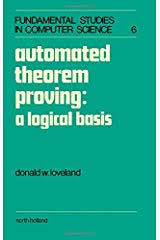 FUNDAMENTAL STUDIES
IN COMPUTER SCIENCE 6
automated
theorem
proving:
a logical basis
donald w. loveland
north holland